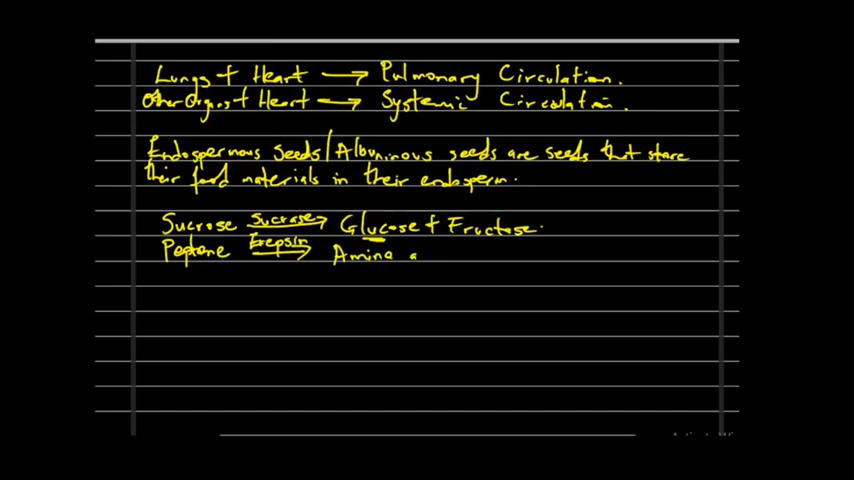 Lungs + Heart → Pulmonary Circulation.
Other Organs + Heart → Systemic Circulation.
Endospermous Seeds/Albuminous seeds are seeds that store
their food materials in their endosperm.
Sucrose Sucrase→ Glucose + Fructose.
Peptone Erepsin→ Amino a